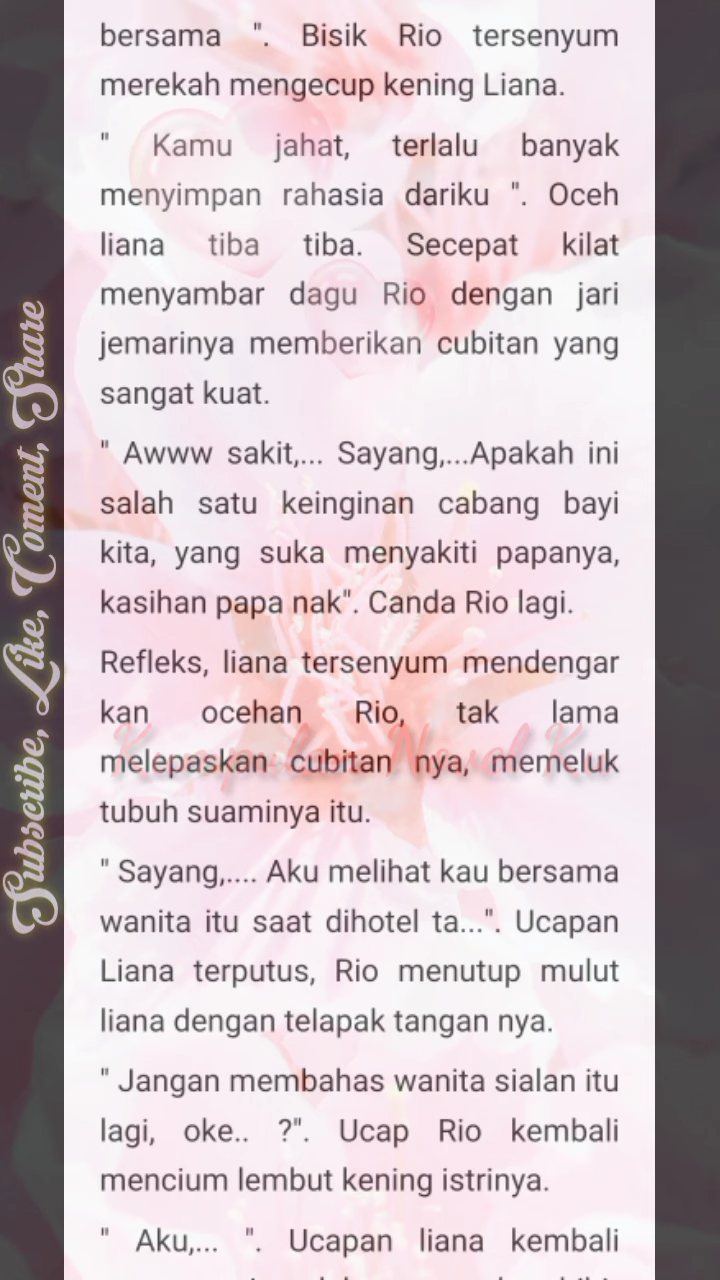 bersama ". Bisik Rio tersenyum
merekah mengecup kening Liana.
" Kamu jahat, terlalu banyak
menyimpan rahasia dariku ". Oceh
liana tiba tiba. Secepat kilat
menyambar dagu Rio dengan jari
jemarinya memberikan cubitan yang
sangat kuat.
" Awww sakit,... Sayang,...Apakah ini
salah satu keinginan cabang bayi
kita, yang suka menyakiti papanya,
kasihan papa nak". Canda Rio lagi.
Refleks, liana tersenyum mendengar
kan ocehan Rio, tak lama
melepaskan cubitan nya, memeluk
tubuh suaminya itu.
" Sayang,.... Aku melihat kau bersama
wanita itu saat dihotel ta...". Ucapan
Liana terputus, Rio menutup mulut
liana dengan telapak tangan nya.
" Jangan membahas wanita sialan itu
lagi, oke.. ?". Ucap Rio kembali
mencium lembut kening istrinya.
" Aku,... ". Ucapan liana kembali
Subscribe, Like, Coment, Share
Kumpulan Novel Ku